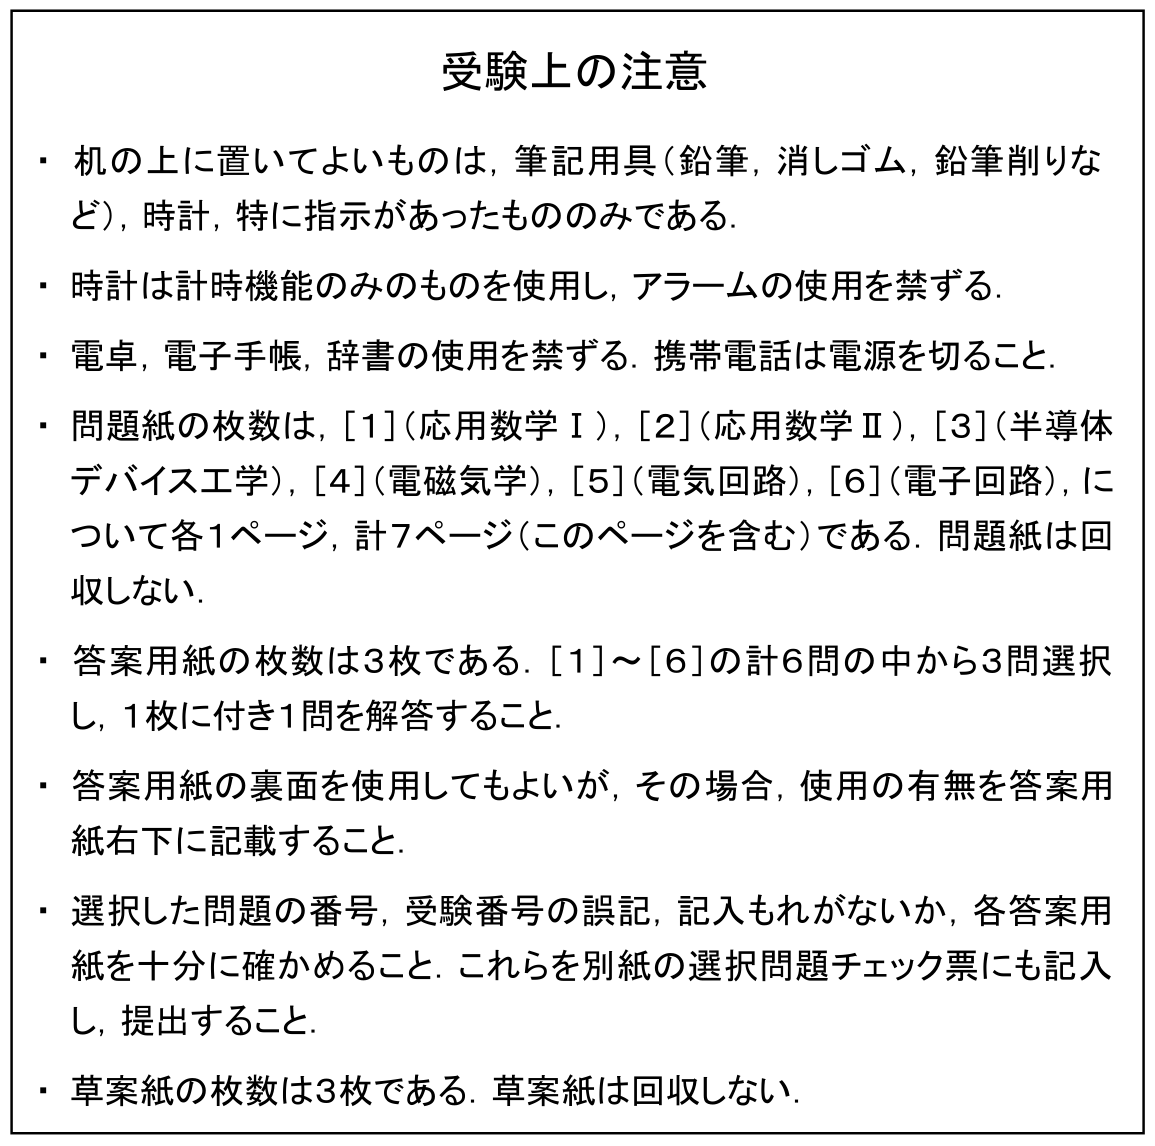 受験上の注意
・ 机の上に置いてよいものは，筆記用具（鉛筆，消しゴム，鉛筆削りな
ど），時計，特に指示があったもののみである．
・ 時計は計時機能のみのものを使用し，アラームの使用を禁ずる．
・ 電卓，電子手帳，辞書の使用を禁ずる．携帯電話は電源を切ること．
・ 問題紙の枚数は，［１］（応用数学Ⅰ），［２］（応用数学Ⅱ），［３］（半導体
デバイス工学），［４］（電磁気学），［５］（電気回路），［６］（電子回路），に
ついて各１ページ，計７ページ（このページを含む）である．問題紙は回
収しない．
・ 答案用紙の枚数は３枚である．［１］～［６］の計６問の中から３問選択
し，１枚に付き１問を解答すること．
・ 答案用紙の裏面を使用してもよいが，その場合，使用の有無を答案用
紙右下に記載すること．
・ 選択した問題の番号，受験番号の誤記，記入もれがないか，各答案用
紙を十分に確かめること．これらを別紙の選択問題チェック票にも記入
し，提出すること．
・ 草案紙の枚数は３枚である．草案紙は回収しない．